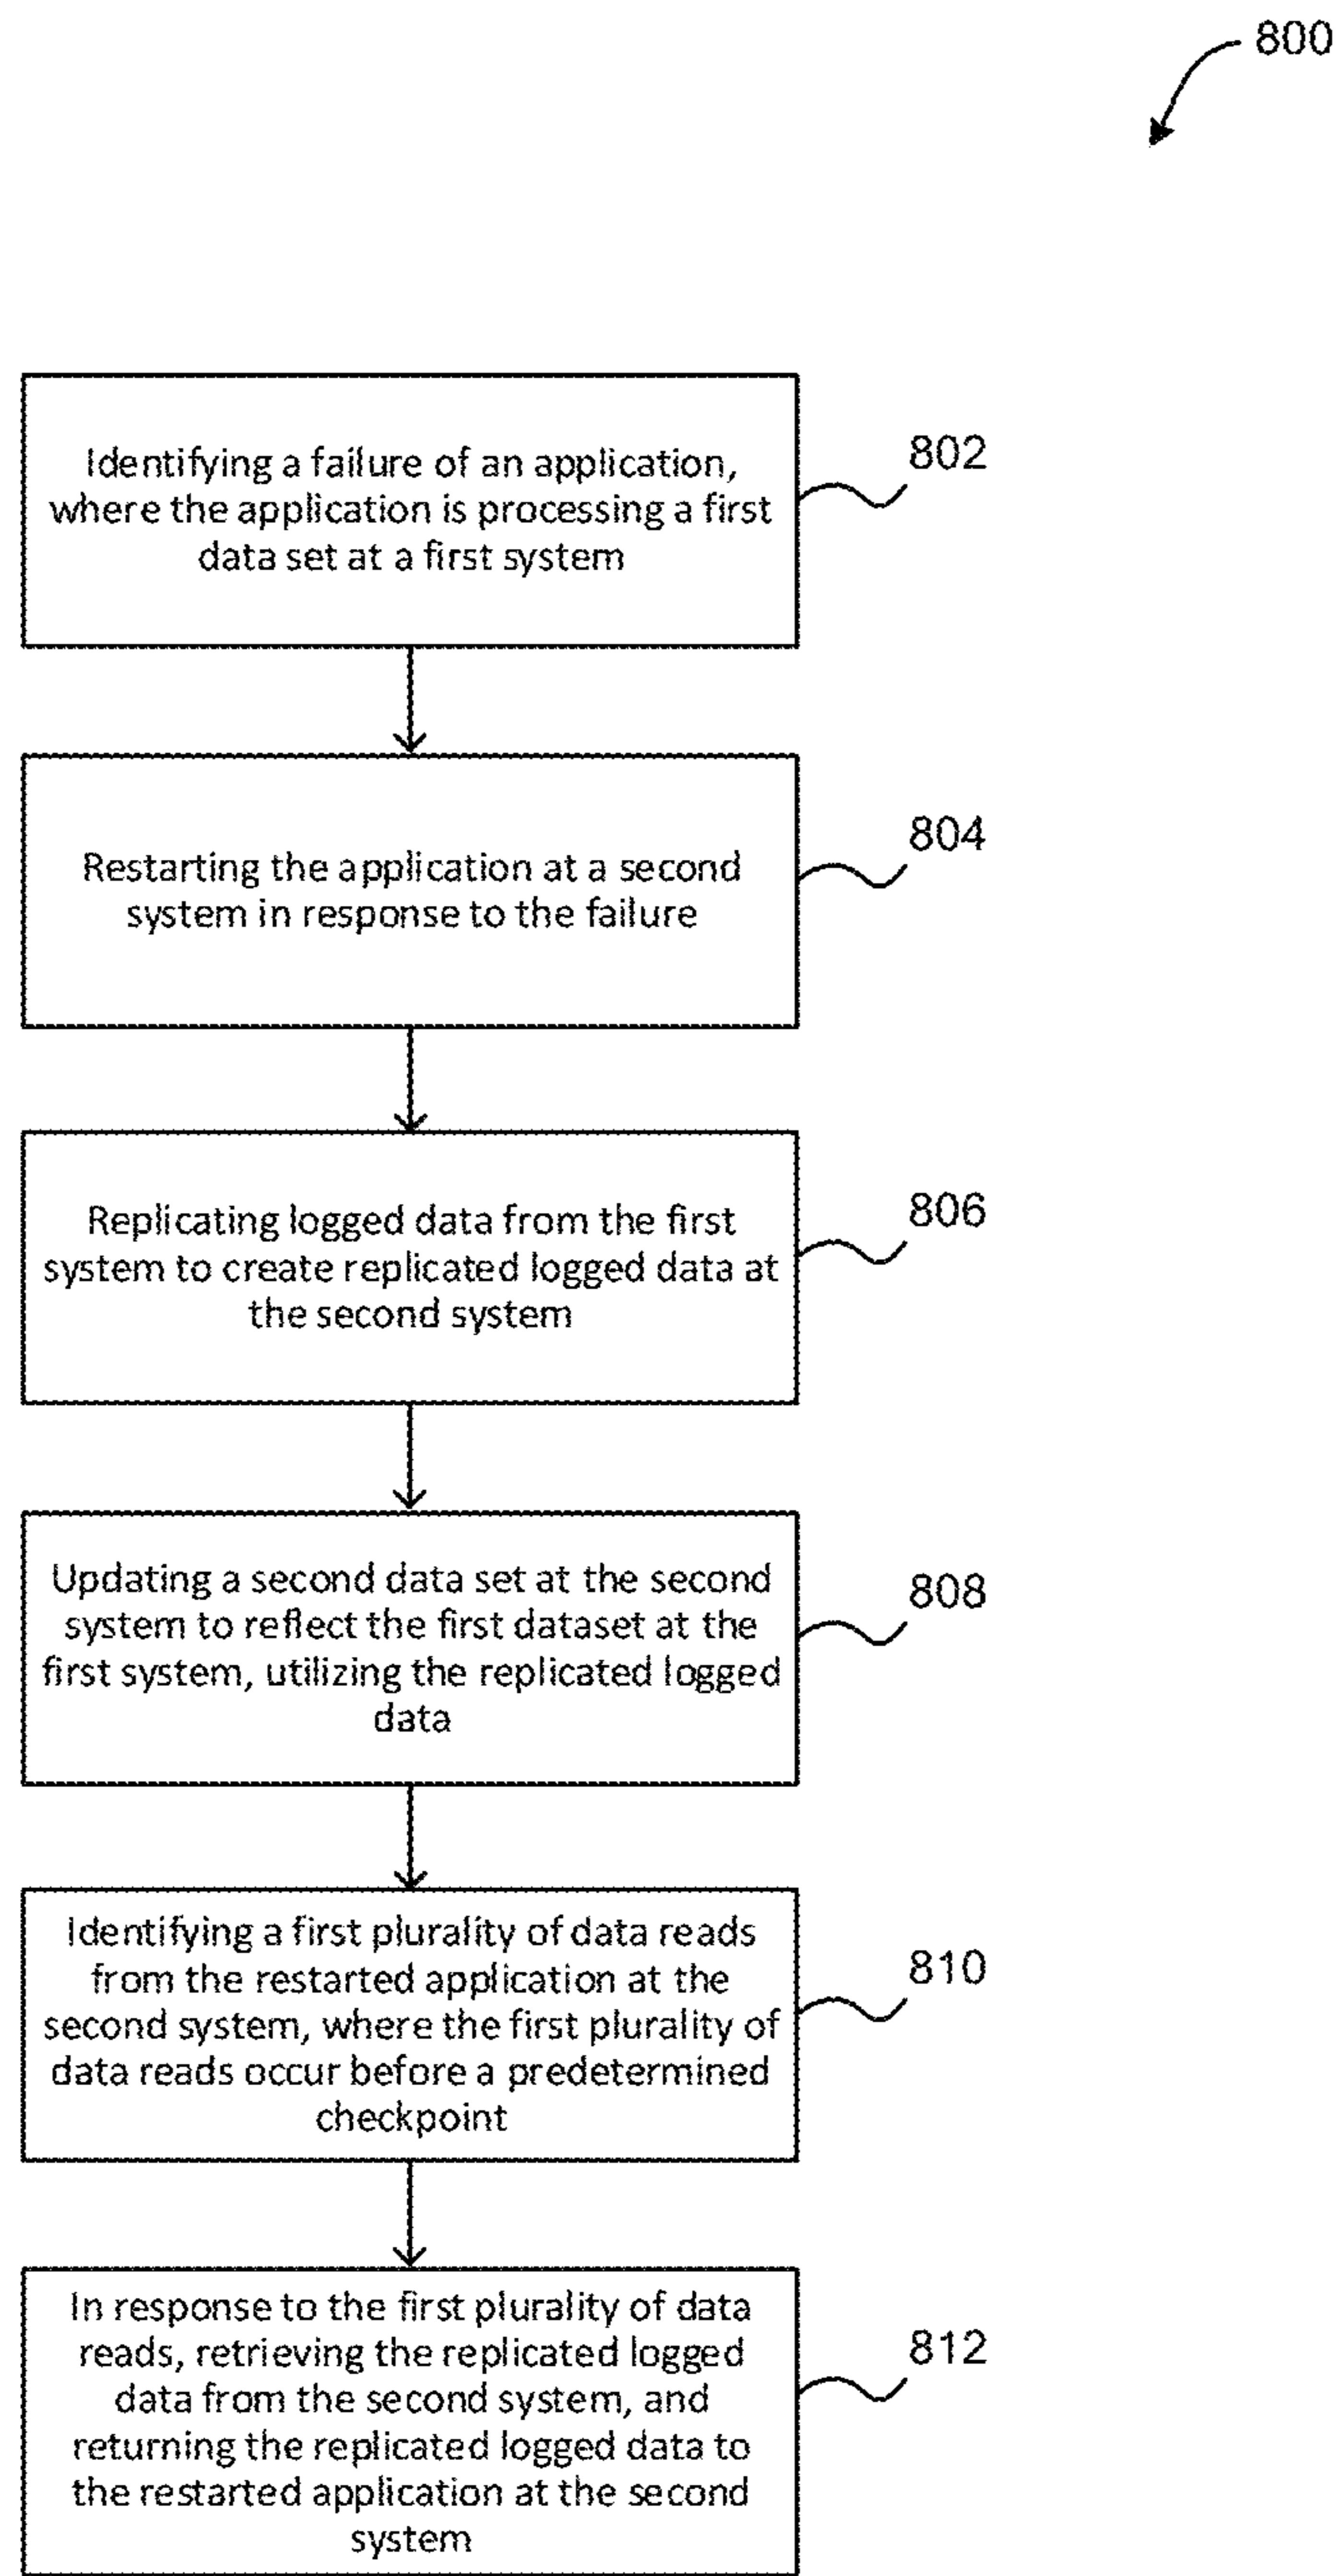 800
Identifying a failure of an application,
where the application is processing a first
data set at a first system
802
Restarting the application at a second
system in response to the failure
804
Replicating logged data from the first
system to create replicated logged data at
the second system
806
Updating a second data set at the second
system to reflect the first dataset at the
first system, utilizing the replicated logged
data
808
Identifying a first plurality of data reads
from the restarted application at the
second system, where the first plurality of
data reads occur before a predetermined
checkpoint
810
In response to the first plurality of data
reads, retrieving the replicated logged
data from the second system, and
returning the replicated logged data to
the restarted application at the second
system
812